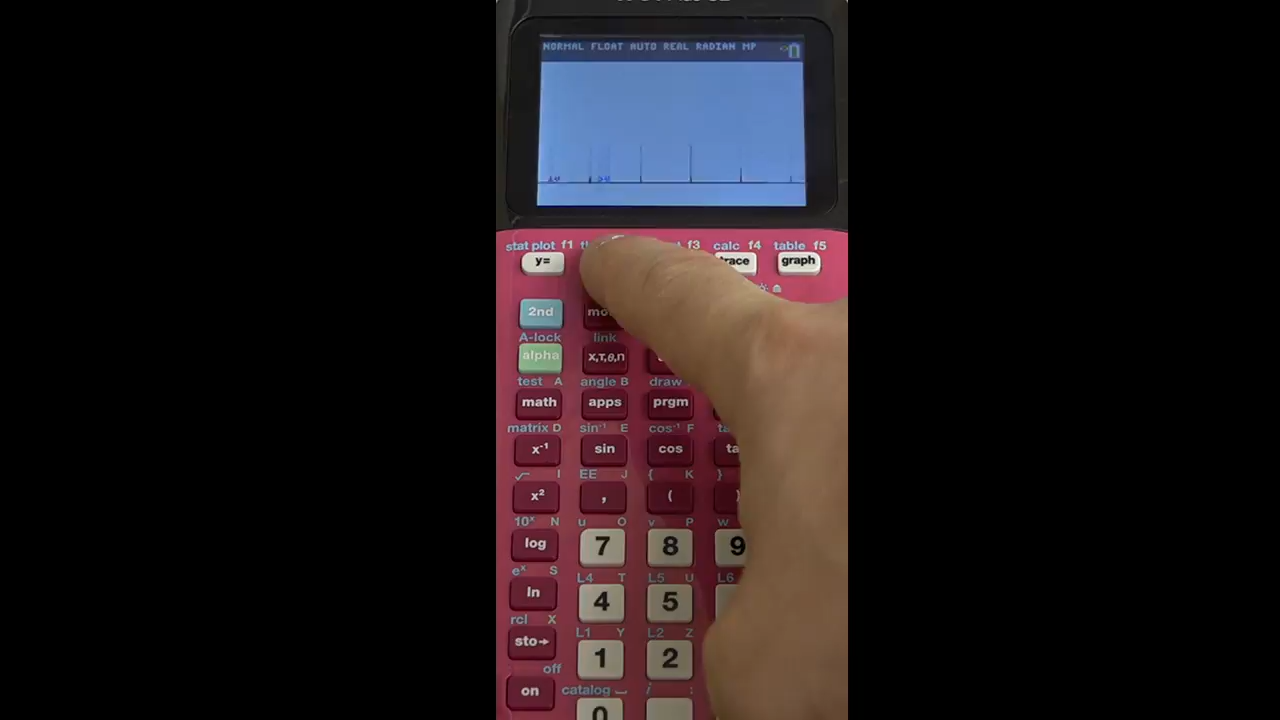 NORMAL FLOAT AUTO REAL RADIAN MP
stat plot f1 f3 calc f4 table f5
y= trace graph
2nd
A-lock link
alpha X,T,θ,n
test A angle B draw
math apps prgm
matrix D sin⁻¹ E cos⁻¹ F
x⁻¹ sin cos
√ I EE J { K }
x² , ( )
10ˣ N u O v P w
log 7 8 9
eˣ S L4 T L5 U L6
ln 4 5
rcl X L1 Y L2 Z
sto→ 1 2
off
on catalog i :
0